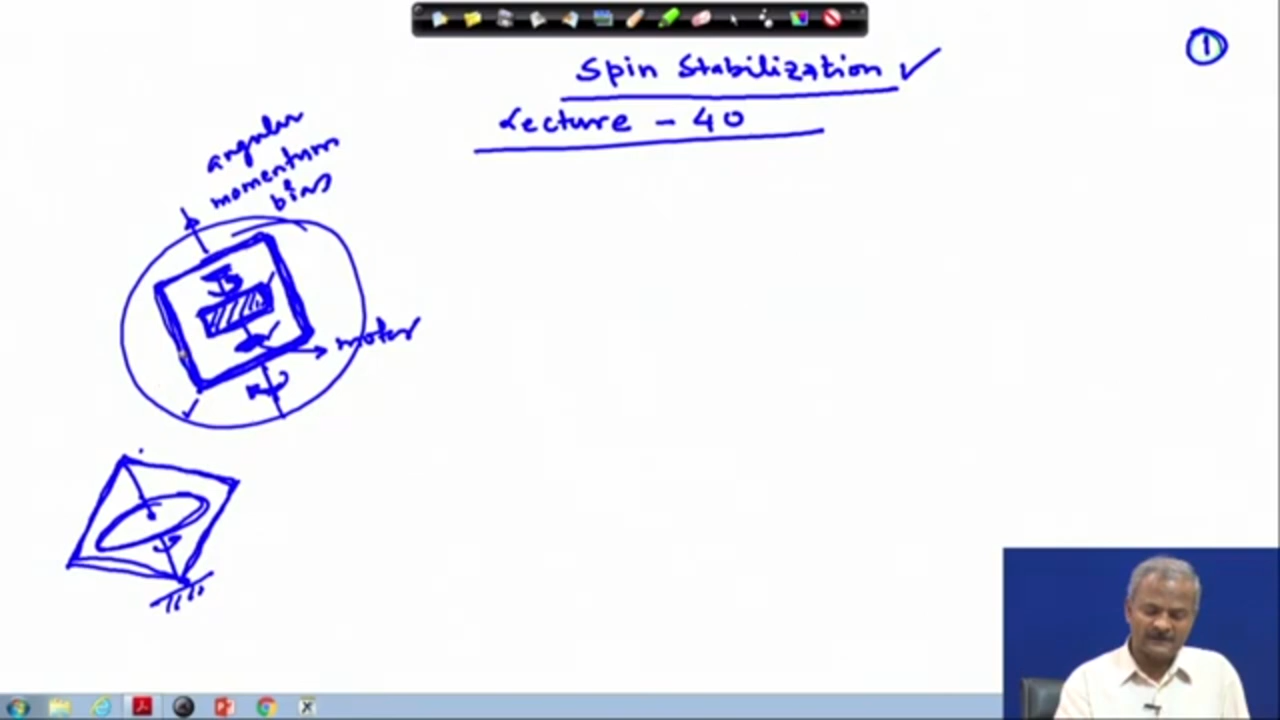 Spin Stabilization
①
Lecture - 40
angular
momentum
bias
motor